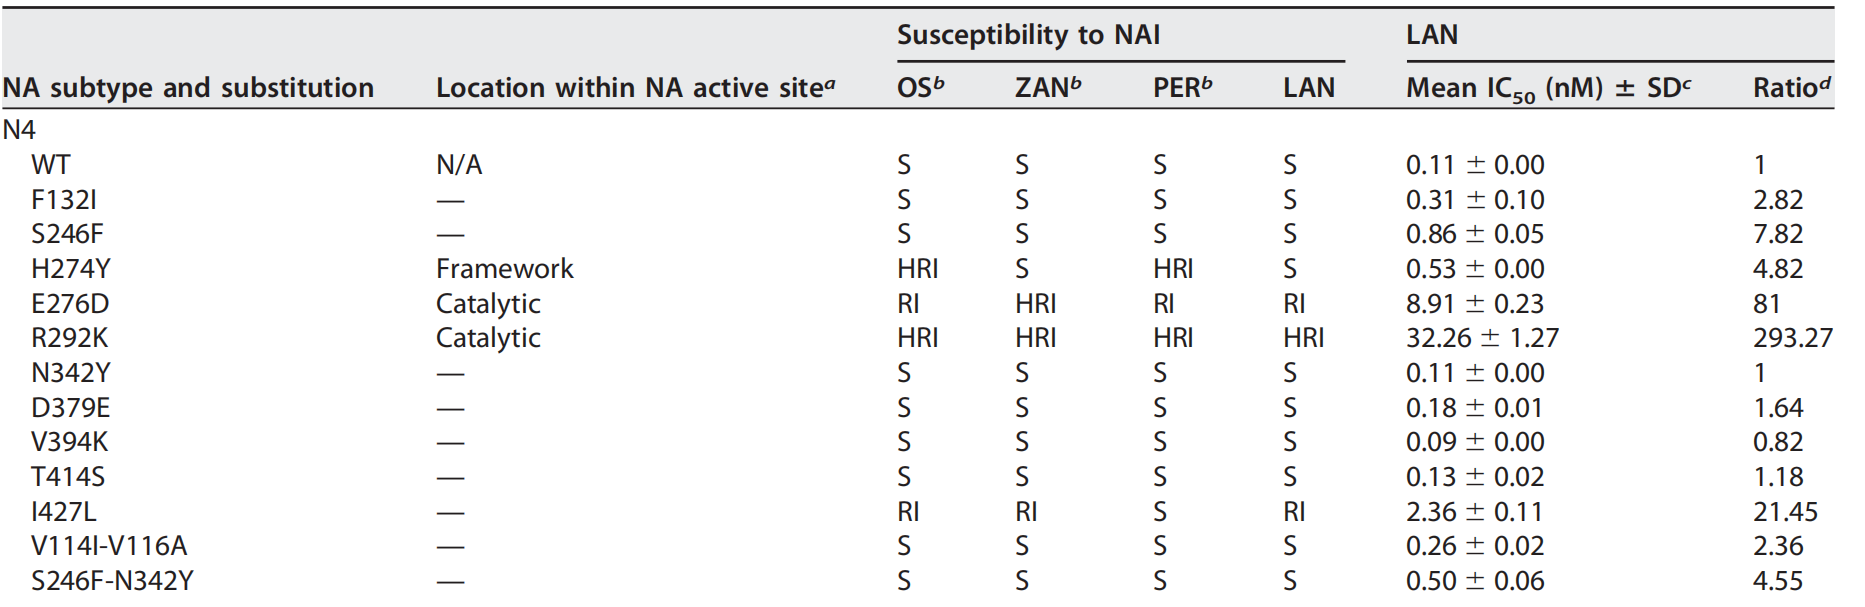 Susceptibility to NAI LAN
NA subtype and substitution Location within NA active siteᵃ OSᵇ ZANᵇ PERᵇ LAN Mean IC₅₀ (nM) ± SDᶜ Ratioᵈ
N4
WT N/A S S S S 0.11 ± 0.00 1
F132I — S S S S 0.31 ± 0.10 2.82
S246F — S S S S 0.86 ± 0.05 7.82
H274Y Framework HRI S HRI S 0.53 ± 0.00 4.82
E276D Catalytic RI HRI RI RI 8.91 ± 0.23 81
R292K Catalytic HRI HRI HRI HRI 32.26 ± 1.27 293.27
N342Y — S S S S 0.11 ± 0.00 1
D379E — S S S S 0.18 ± 0.01 1.64
V394K — S S S S 0.09 ± 0.00 0.82
T414S — S S S S 0.13 ± 0.02 1.18
I427L — RI RI S RI 2.36 ± 0.11 21.45
V114I-V116A — S S S S 0.26 ± 0.02 2.36
S246F-N342Y — S S S S 0.50 ± 0.06 4.55